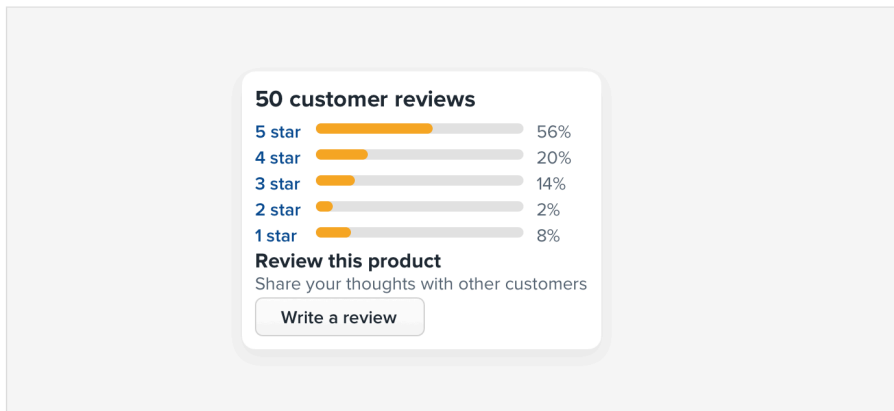 50 customer reviews
5 star 56%
4 star 20%
3 star 14%
2 star 2%
1 star 8%
Review this product
Share your thoughts with other customers
Write a review